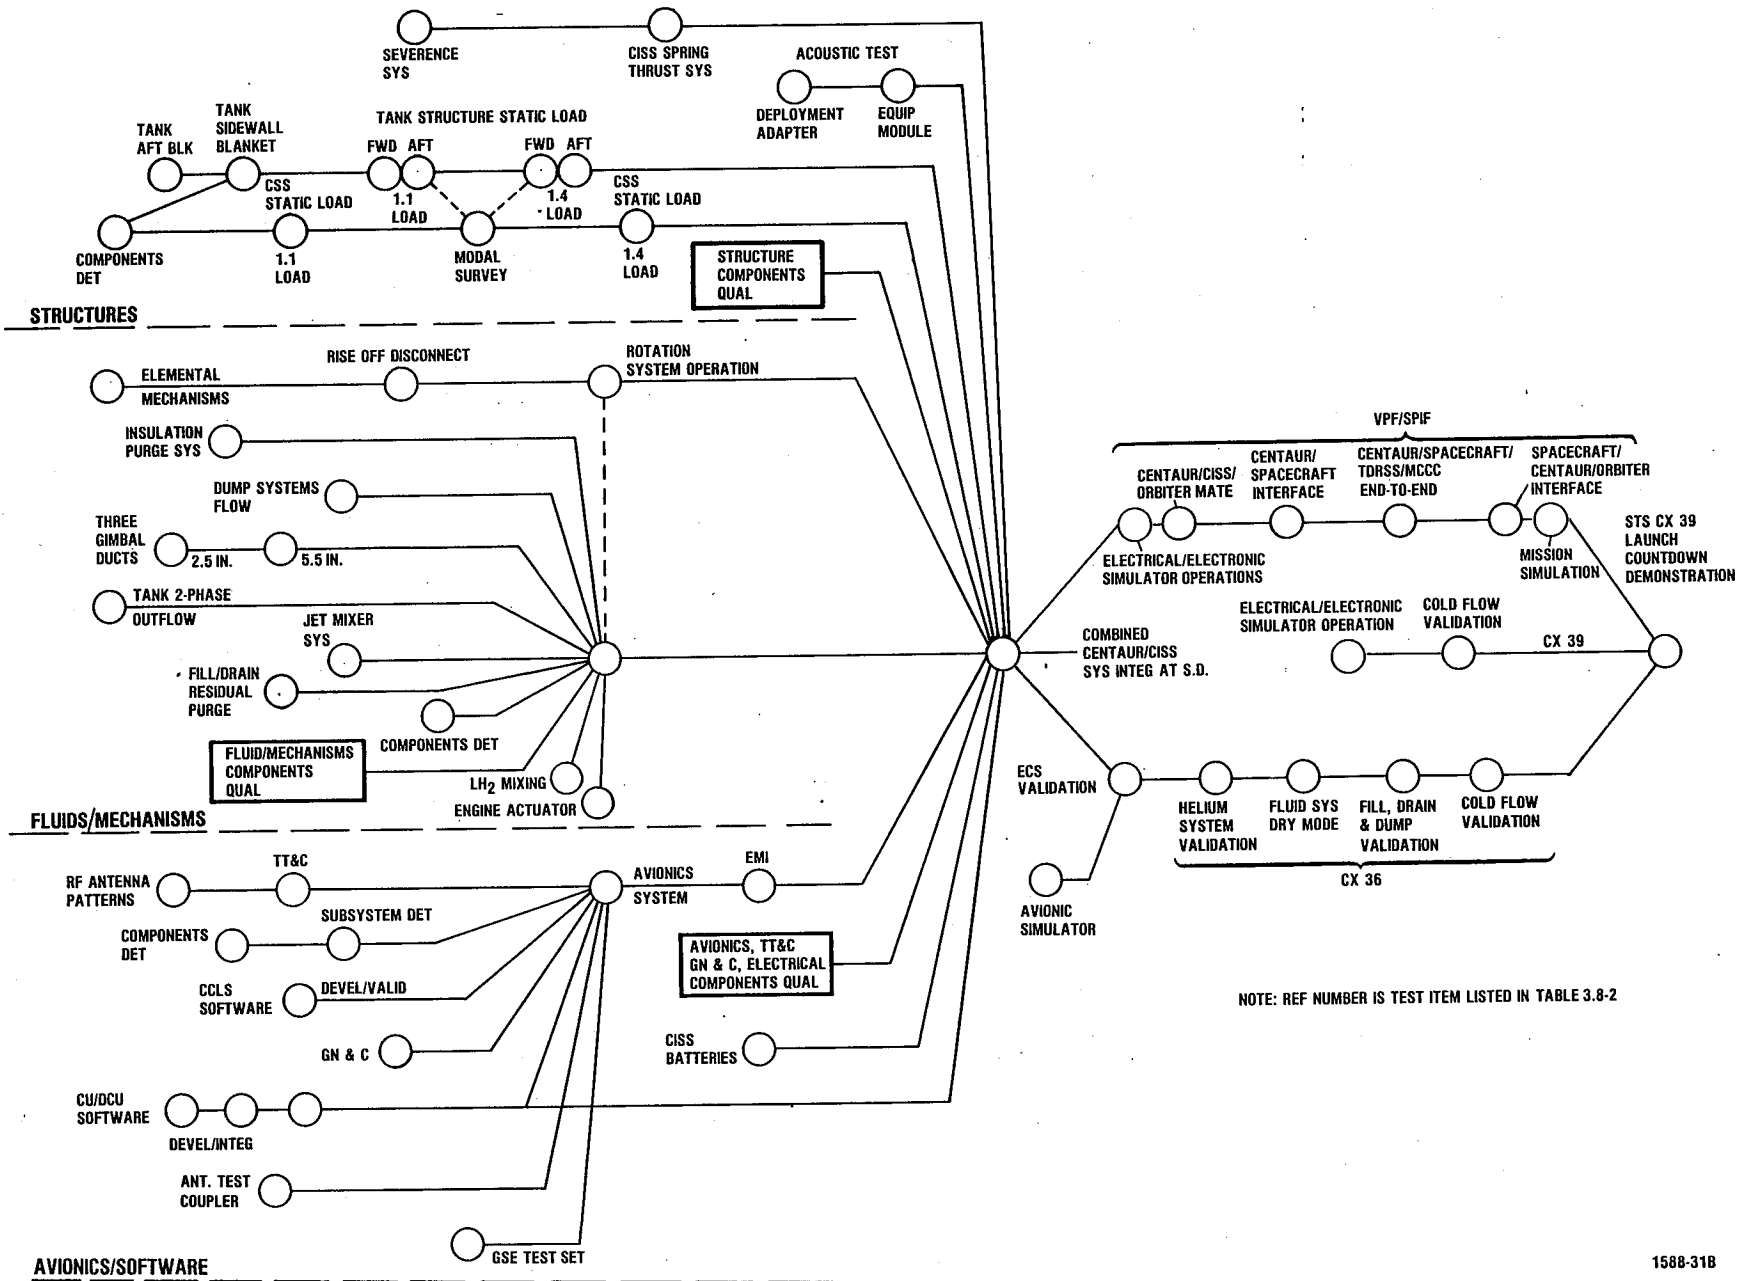 SEVERENCE
SYS
CISS SPRING
THRUST SYS
ACOUSTIC TEST
DEPLOYMENT
ADAPTER
EQUIP
MODULE
TANK
AFT BLK
TANK
SIDEWALL
BLANKET
TANK STRUCTURE STATIC LOAD
FWD AFT
1.1
LOAD
FWD AFT
1.4
LOAD
CSS
STATIC LOAD
1.1
LOAD
CSS
STATIC LOAD
1.4
LOAD
COMPONENTS
DET
MODAL
SURVEY
STRUCTURE
COMPONENTS
QUAL
STRUCTURES
ELEMENTAL
MECHANISMS
RISE OFF DISCONNECT
ROTATION
SYSTEM OPERATION
INSULATION
PURGE SYS
DUMP SYSTEMS
FLOW
THREE
GIMBAL
DUCTS
2.5 IN.
5.5 IN.
TANK 2-PHASE
OUTFLOW
JET MIXER
SYS
FILL/DRAIN
RESIDUAL
PURGE
COMPONENTS DET
FLUID/MECHANISMS
COMPONENTS
QUAL
LH2 MIXING
ENGINE ACTUATOR
FLUIDS/MECHANISMS
RF ANTENNA
PATTERNS
TT&C
AVIONICS
SYSTEM
EMI
COMPONENTS
DET
SUBSYSTEM DET
CCLS
SOFTWARE
DEVEL/VALID
GN & C
AVIONICS, TT&C
GN & C, ELECTRICAL
COMPONENTS QUAL
CISS
BATTERIES
CU/DCU
SOFTWARE
DEVEL/INTEG
ANT. TEST
COUPLER
GSE TEST SET
AVIONICS/SOFTWARE
COMBINED
CENTAUR/CISS
SYS INTEG AT S.D.
VPF/SPIF
CENTAUR/CISS/
ORBITER MATE
CENTAUR/
SPACECRAFT
INTERFACE
CENTAUR/SPACECRAFT/
TDRSS/MCCC
END-TO-END
SPACECRAFT/
CENTAUR/ORBITER
INTERFACE
ELECTRICAL/ELECTRONIC
SIMULATOR OPERATIONS
MISSION
SIMULATION
STS CX 39
LAUNCH
COUNTDOWN
DEMONSTRATION
ELECTRICAL/ELECTRONIC
SIMULATOR OPERATION
COLD FLOW
VALIDATION
CX 39
ECS
VALIDATION
HELIUM
SYSTEM
VALIDATION
FLUID SYS
DRY MODE
FILL, DRAIN
& DUMP
VALIDATION
COLD FLOW
VALIDATION
CX 36
AVIONIC
SIMULATOR
NOTE: REF NUMBER IS TEST ITEM LISTED IN TABLE 3.8-2
1588-31B